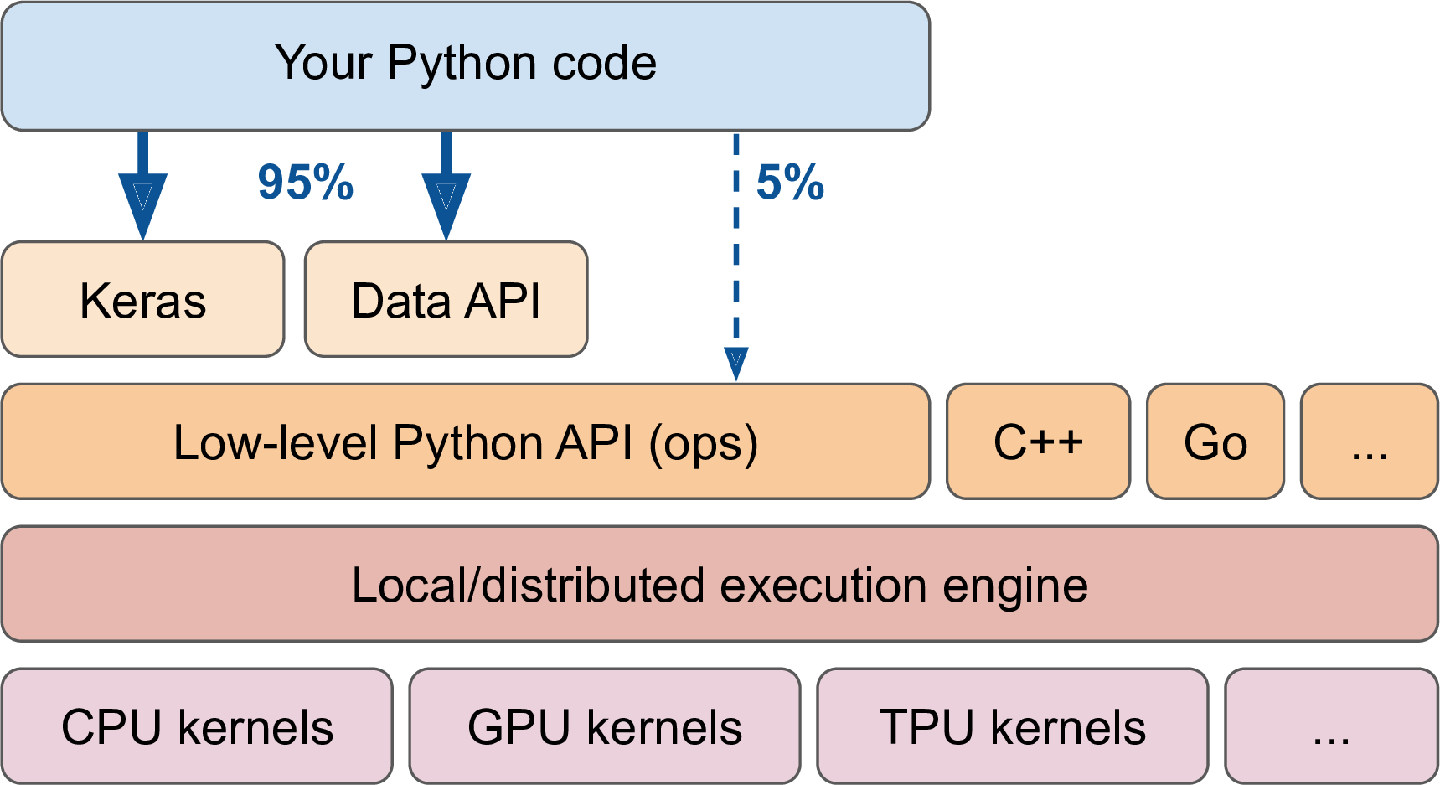 Your Python code
95%
5%
Keras
Data API
Low-level Python API (ops)
C++
Go
...
Local/distributed execution engine
CPU kernels
GPU kernels
TPU kernels
...